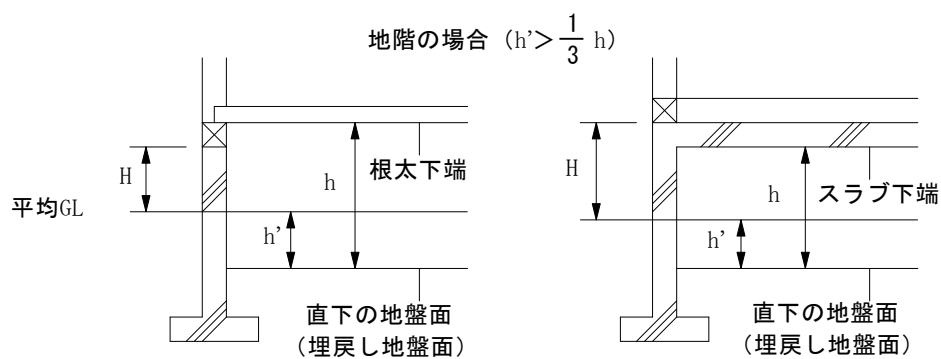 地階の場合（h'＞1/3 h）
H
h
根太下端
平均GL
h'
直下の地盤面
（埋戻し地盤面）
H
h
スラブ下端
h'
直下の地盤面
（埋戻し地盤面）